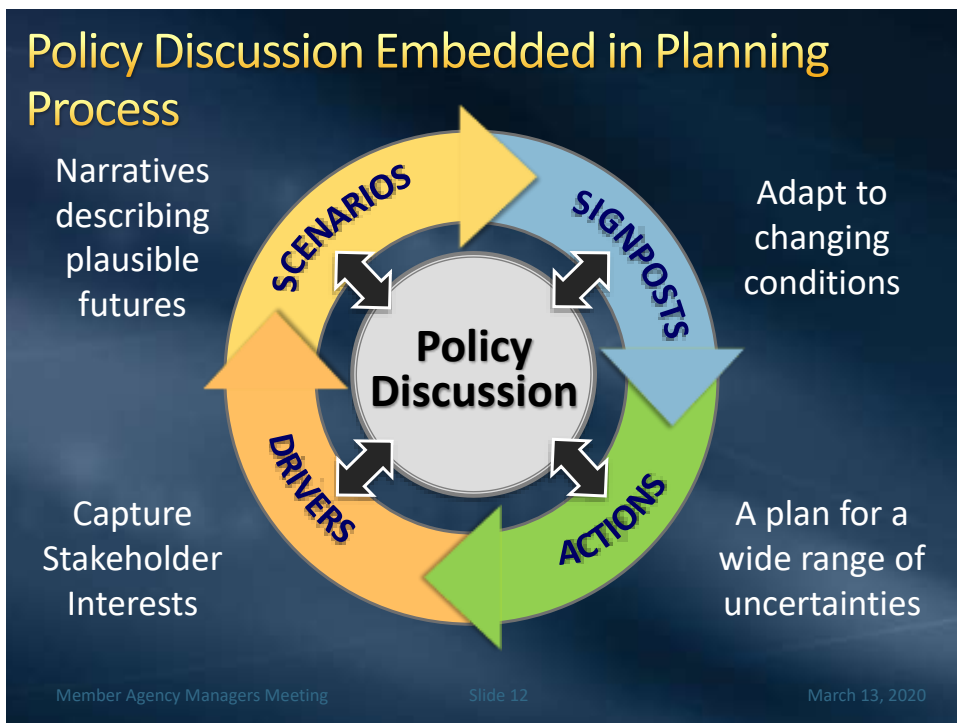 Policy Discussion Embedded in Planning
Process
Narratives
describing
plausible
futures
SCENARIOS
SIGNPOSTS
Adapt to
changing
conditions
Policy
Discussion
DRIVERS
ACTIONS
Capture
Stakeholder
Interests
A plan for a
wide range of
uncertainties
Member Agency Managers Meeting
Slide 12
March 13, 2020